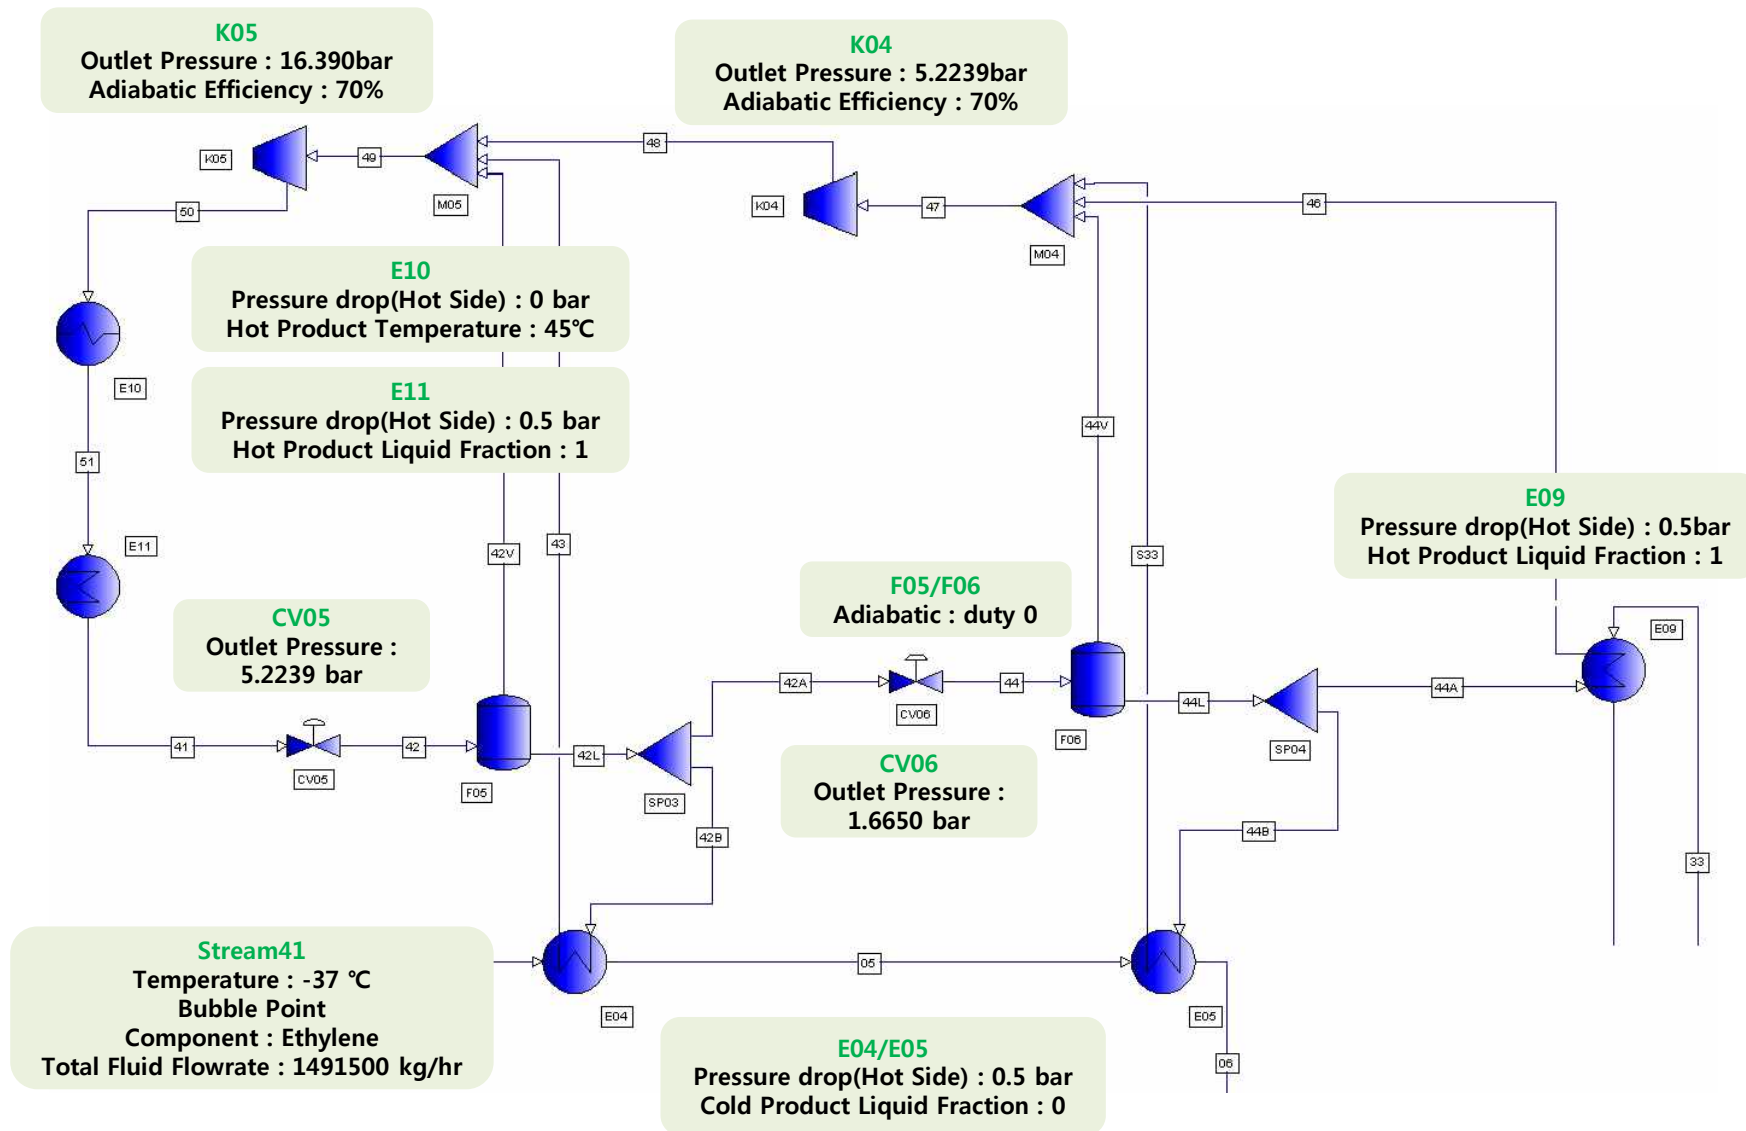 K05
Outlet Pressure : 16.390bar
Adiabatic Efficiency : 70%
K04
Outlet Pressure : 5.2239bar
Adiabatic Efficiency : 70%
K05
49
M05
48
K04
47
M04
46
50
E10
Pressure drop(Hot Side) : 0 bar
Hot Product Temperature : 45℃
E10
E11
Pressure drop(Hot Side) : 0.5 bar
Hot Product Liquid Fraction : 1
44V
51
E11
42V
43
S33
E09
Pressure drop(Hot Side) : 0.5bar
Hot Product Liquid Fraction : 1
F05/F06
Adiabatic : duty 0
CV05
Outlet Pressure :
5.2239 bar
E09
42A
44
44L
44A
CV06
F06
SP04
41
42
42L
CV05
F05
SP03
CV06
Outlet Pressure :
1.6650 bar
42B
44B
33
Stream41
Temperature : -37 ℃
Bubble Point
Component : Ethylene
Total Fluid Flowrate : 1491500 kg/hr
05
E04
E05
E04/E05
Pressure drop(Hot Side) : 0.5 bar
Cold Product Liquid Fraction : 0
06